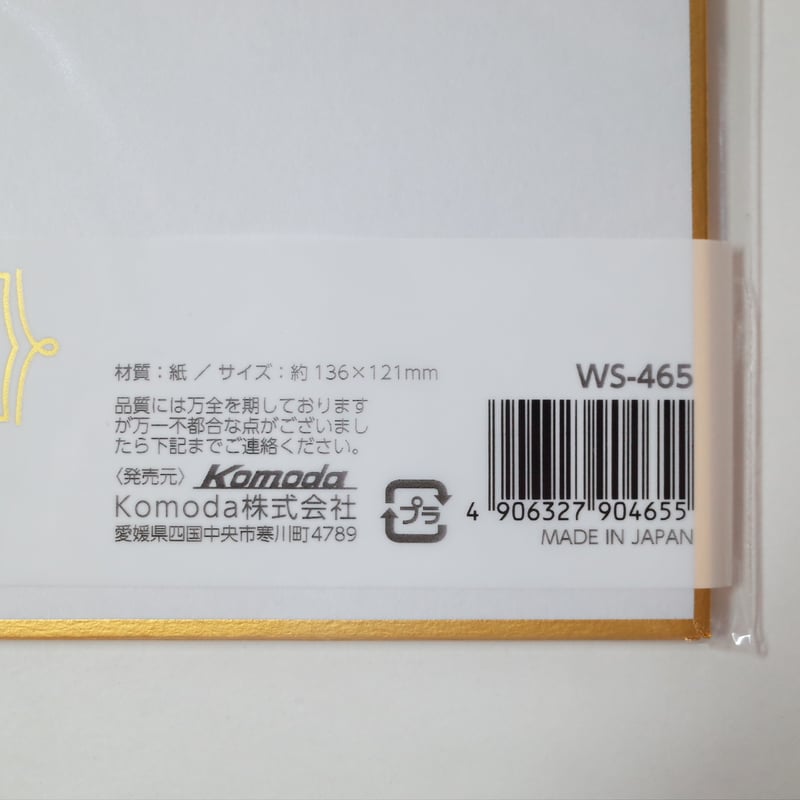 材質：紙 ／ サイズ：約 136×121mm
品質には万全を期しております
が万一不都合な点がございまし
たら下記までご連絡ください。
〈発売元〉 Komoda
Komoda株式会社
愛媛県四国中央市寒川町4789
プラ
WS-465
4 906327 904655
MADE IN JAPAN